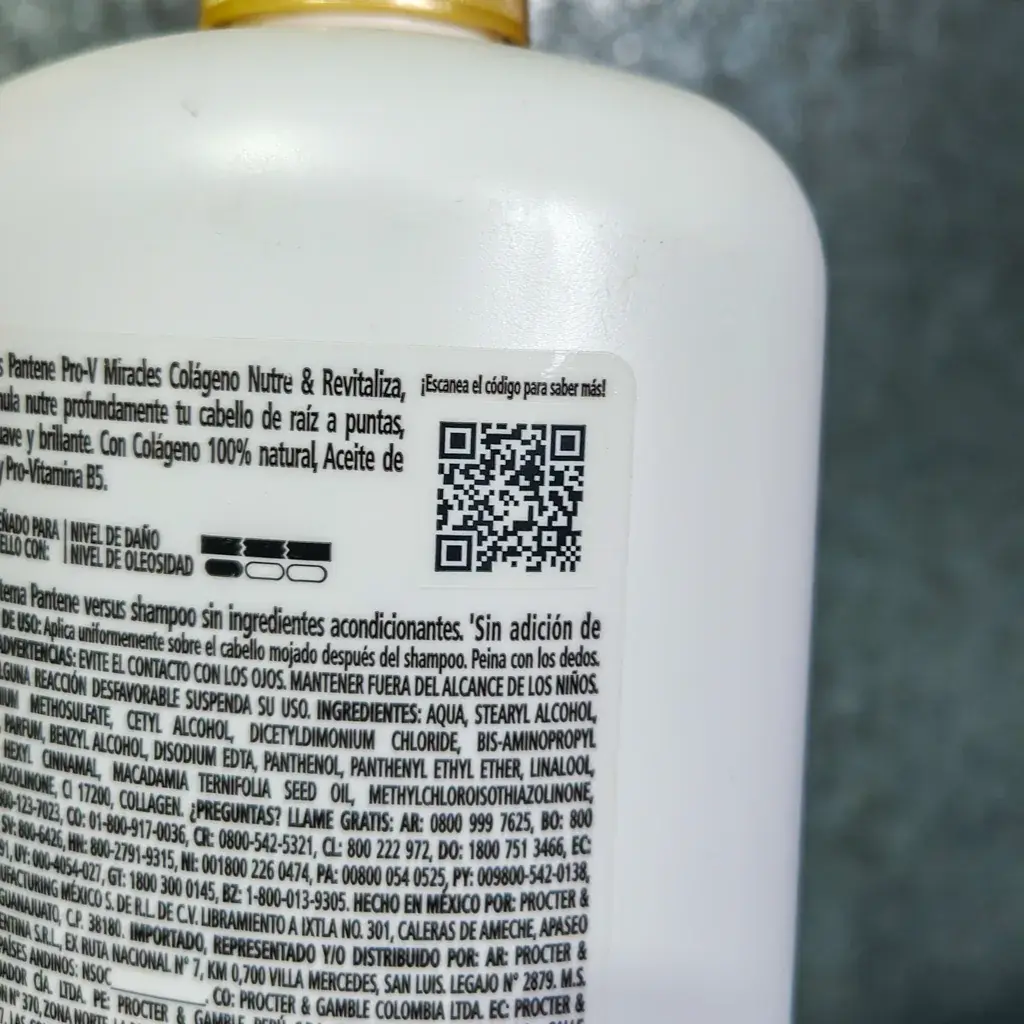 Pantene Pro-V Miracles Colágeno Nutre & Revitaliza,
nutre profundamente tu cabello de raíz a puntas,
y brillante. Con Colágeno 100% natural, Aceite de
y Pro-Vitamina B5.
¡Escanea el código para saber más!
PARA | NIVEL DE DAÑO
CON: | NIVEL DE OLEOSIDAD
Pantene versus shampoo sin ingredientes acondicionantes. 'Sin adición de
DE USO: Aplica uniformemente sobre el cabello mojado después del shampoo. Peina con los dedos.
ADVERTENCIAS: EVITE EL CONTACTO CON LOS OJOS. MANTENER FUERA DEL ALCANCE DE LOS NIÑOS.
ALGUNA REACCIÓN DESFAVORABLE SUSPENDA SU USO. INGREDIENTES: AQUA, STEARYL ALCOHOL,
METHOSULFATE, CETYL ALCOHOL, DICETYLDIMONIUM CHLORIDE, BIS-AMINOPROPYL
PARFUM, BENZYL ALCOHOL, DISODIUM EDTA, PANTHENOL, PANTHENYL ETHYL ETHER, LINALOOL,
HEXYL CINNAMAL, MACADAMIA TERNIFOLIA SEED OIL, METHYLCHLOROISOTHIAZOLINONE,
CI 17200, COLLAGEN. ¿PREGUNTAS? LLAME GRATIS: AR: 0800 999 7625, BO: 800
CO: 01-800-917-0036, CR: 0800-542-5321, CL: 800 222 972, DO: 1800 751 3466, EC:
SV: 800-6426, HN: 800-2791-9315, NI: 001800 226 0474, PA: 00800 054 0525, PY: 009800-542-0138,
UY: 000-4054-027, GT: 1800 300 0145, BZ: 1-800-013-9305. HECHO EN MÉXICO POR: PROCTER &
MÉXICO S. DE R.L. DE C.V. LIBRAMIENTO A IXTLA NO. 301, CALERAS DE AMECHE, APASEO
GUANAJUATO, C.P. 38180. IMPORTADO, REPRESENTADO Y/O DISTRIBUIDO POR: AR: PROCTER &
S.R.L., EX RUTA NACIONAL N° 7, KM 0,700 VILLA MERCEDES, SAN LUIS. LEGAJO N° 2879. M.S.
PAÍSES ANDINOS: NSOC CO: PROCTER & GAMBLE COLOMBIA LTDA. EC: PROCTER &
CÍA. LTDA. PE: PROCTER & GAMBLE PERÚ
N° 370, ZONA NORTE